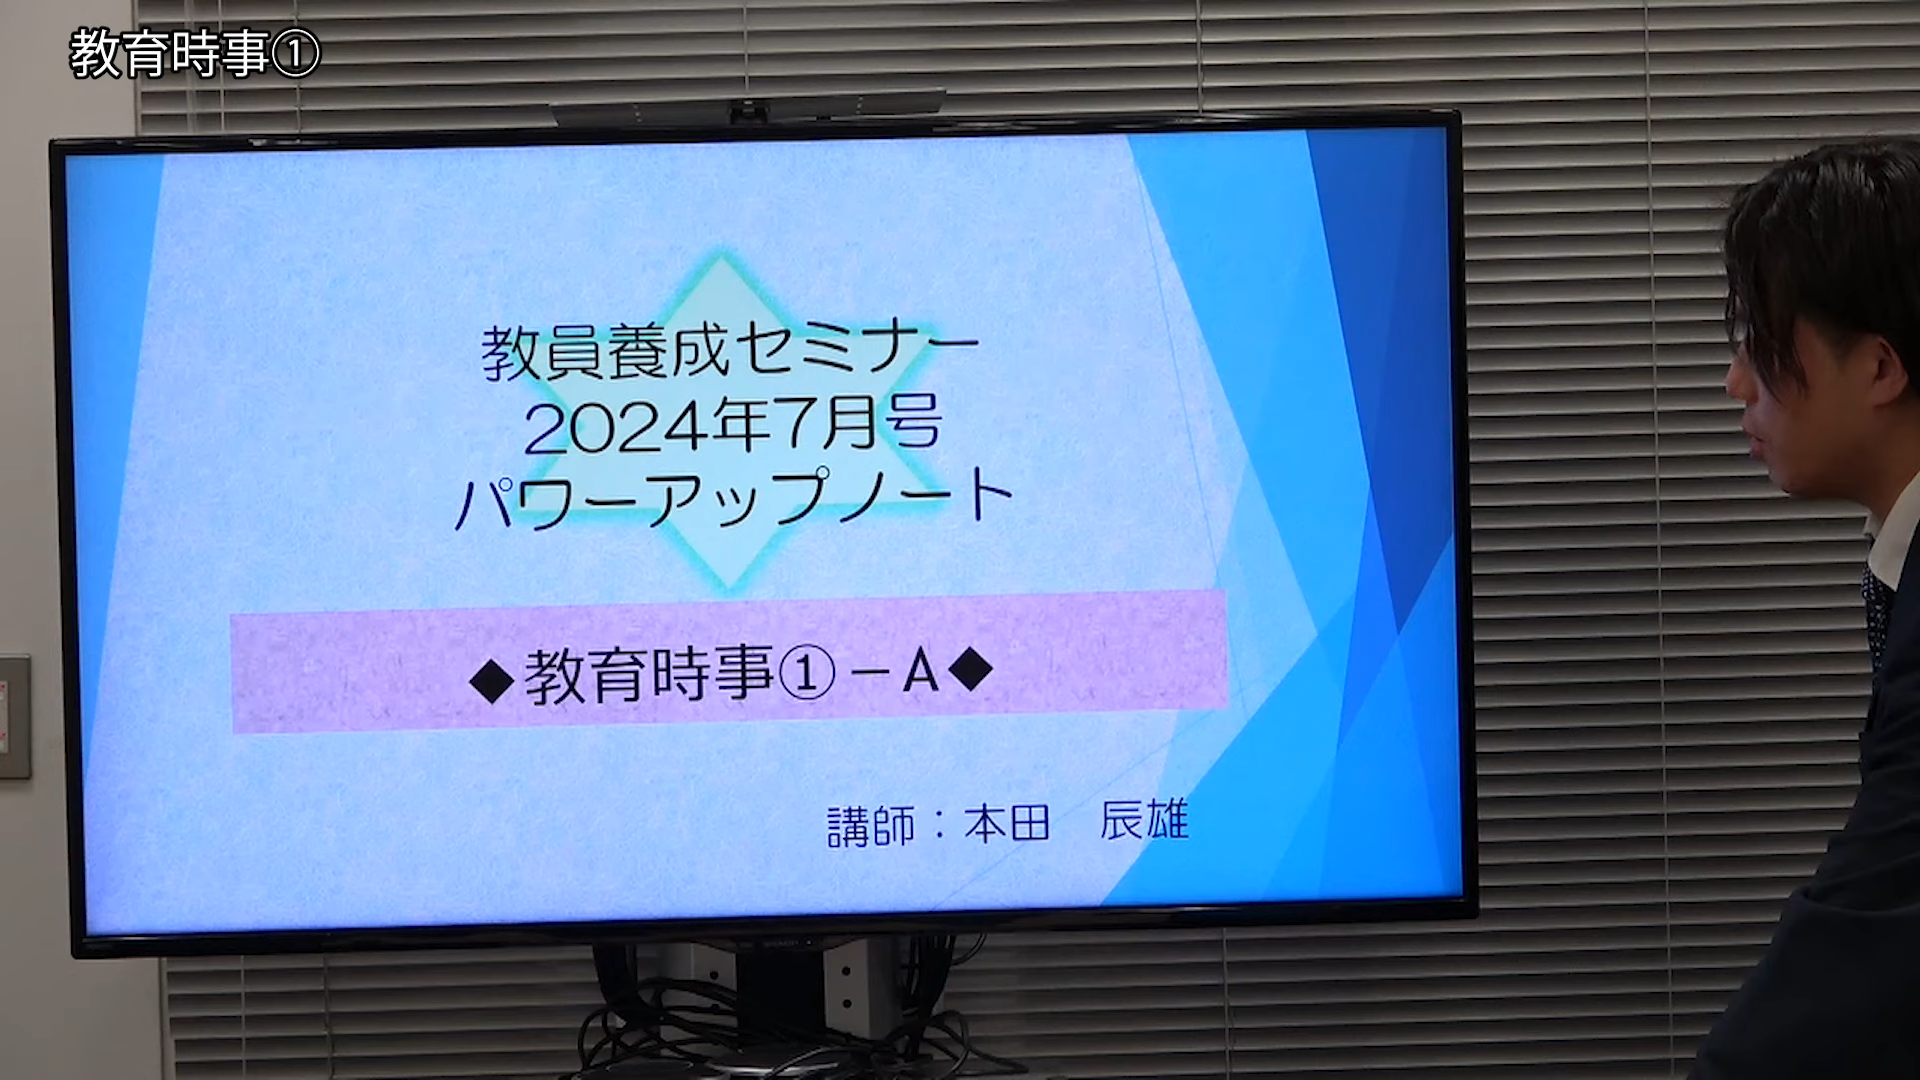 教育時事①
教員養成セミナー
2024年7月号
パワーアップノート
◆教育時事①－A◆
講師：本田　辰雄